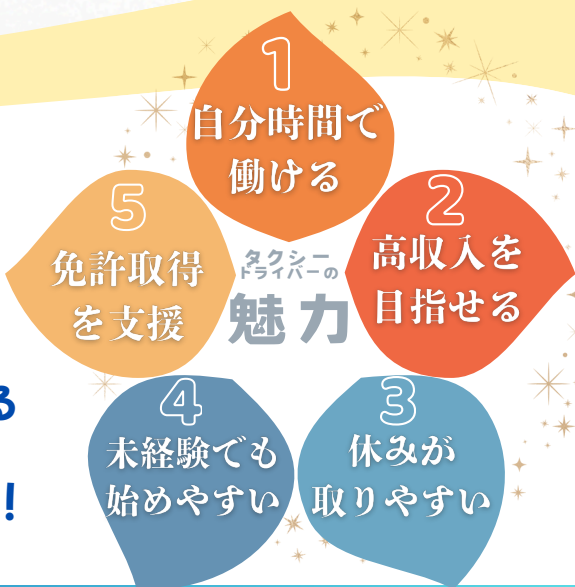 1
自分時間で
働ける
2
高収入を
目指せる
3
休みが
取りやすい
4
未経験でも
始めやすい
5
免許取得
を支援
タクシー
ドライバーの
魅力
る
!